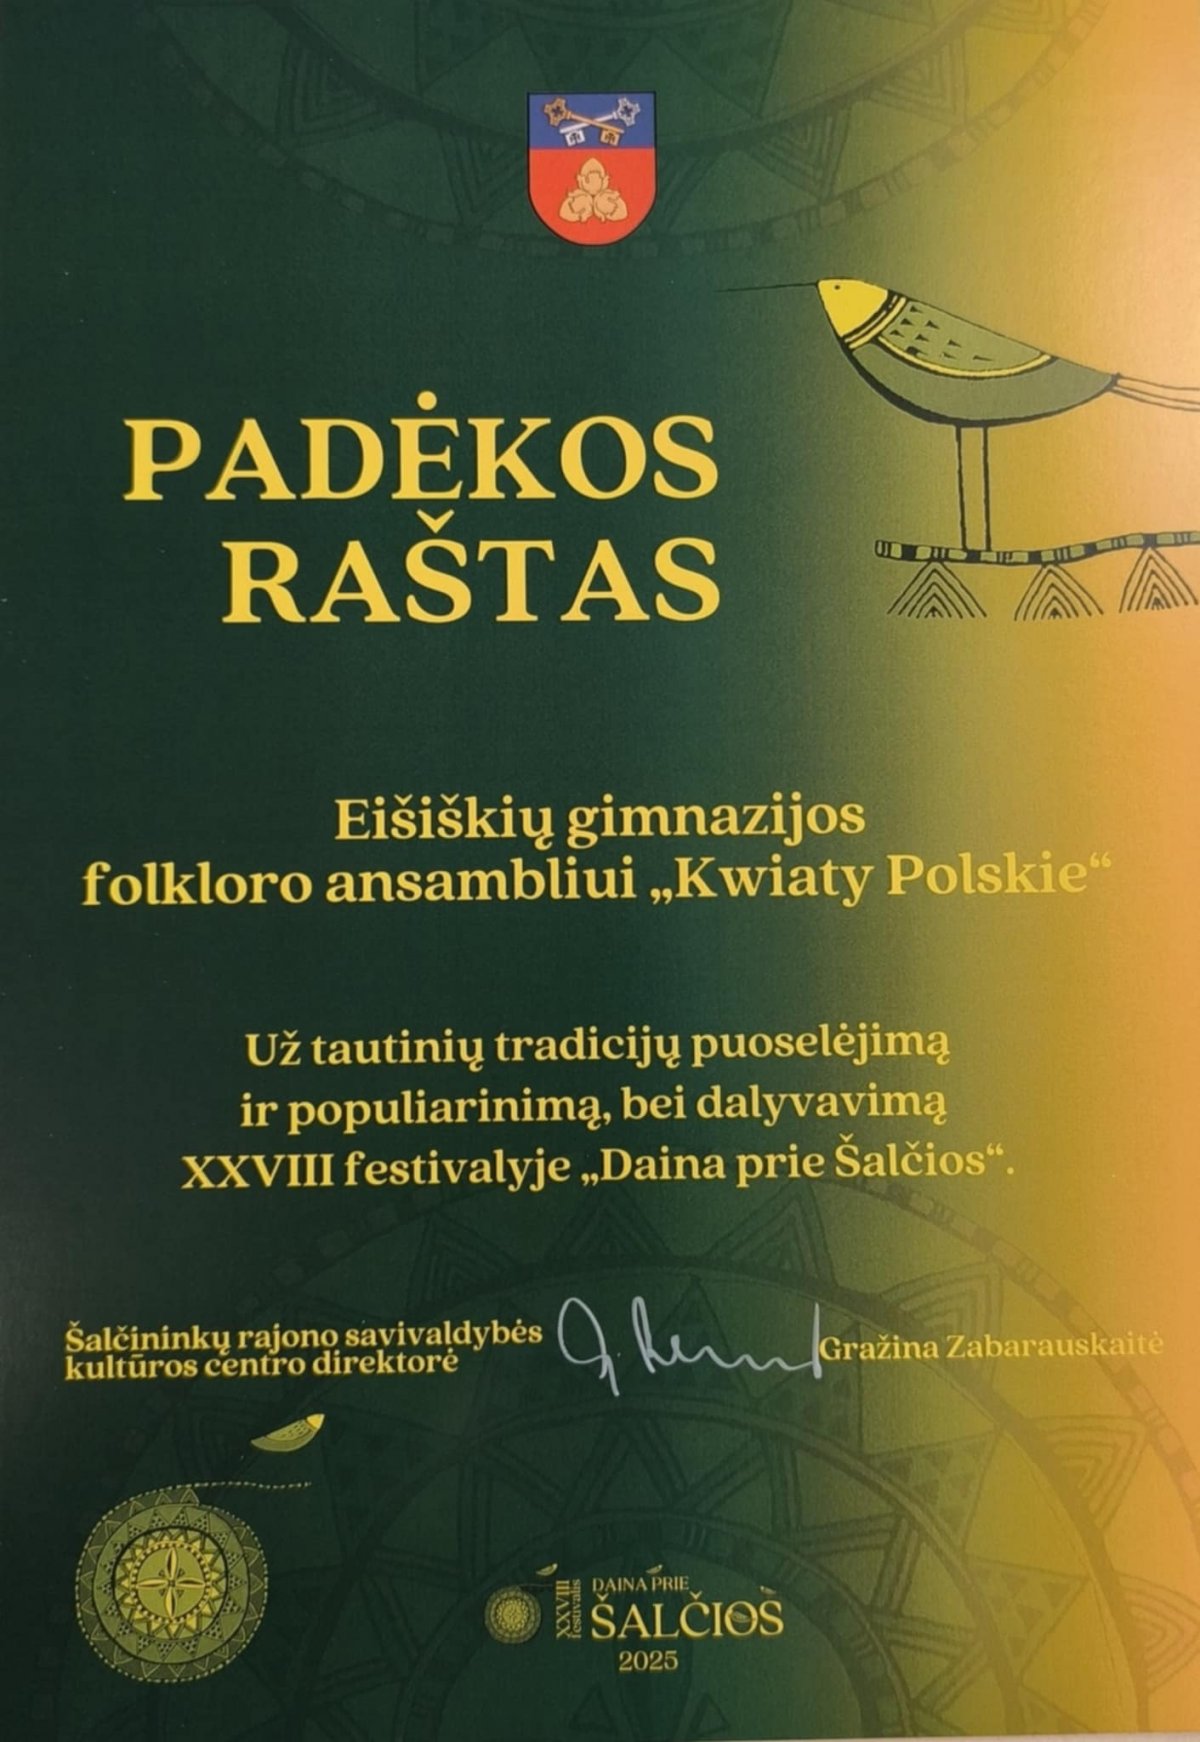 PADĖKOS
RAŠTAS
Eišiškių gimnazijos
folkloro ansambliui „Kwiaty Polskie“
Už tautinių tradicijų puoselėjimą
ir populiarinimą, bei dalyvavimą
XXVIII festivalyje „Daina prie Šalčios“.
Šalčininkų rajono savivaldybės
kultūros centro direktorė
Gražina Zabarauskaitė
XXVIII
festivalis
DAINA PRIE
ŠALČIOS
2025